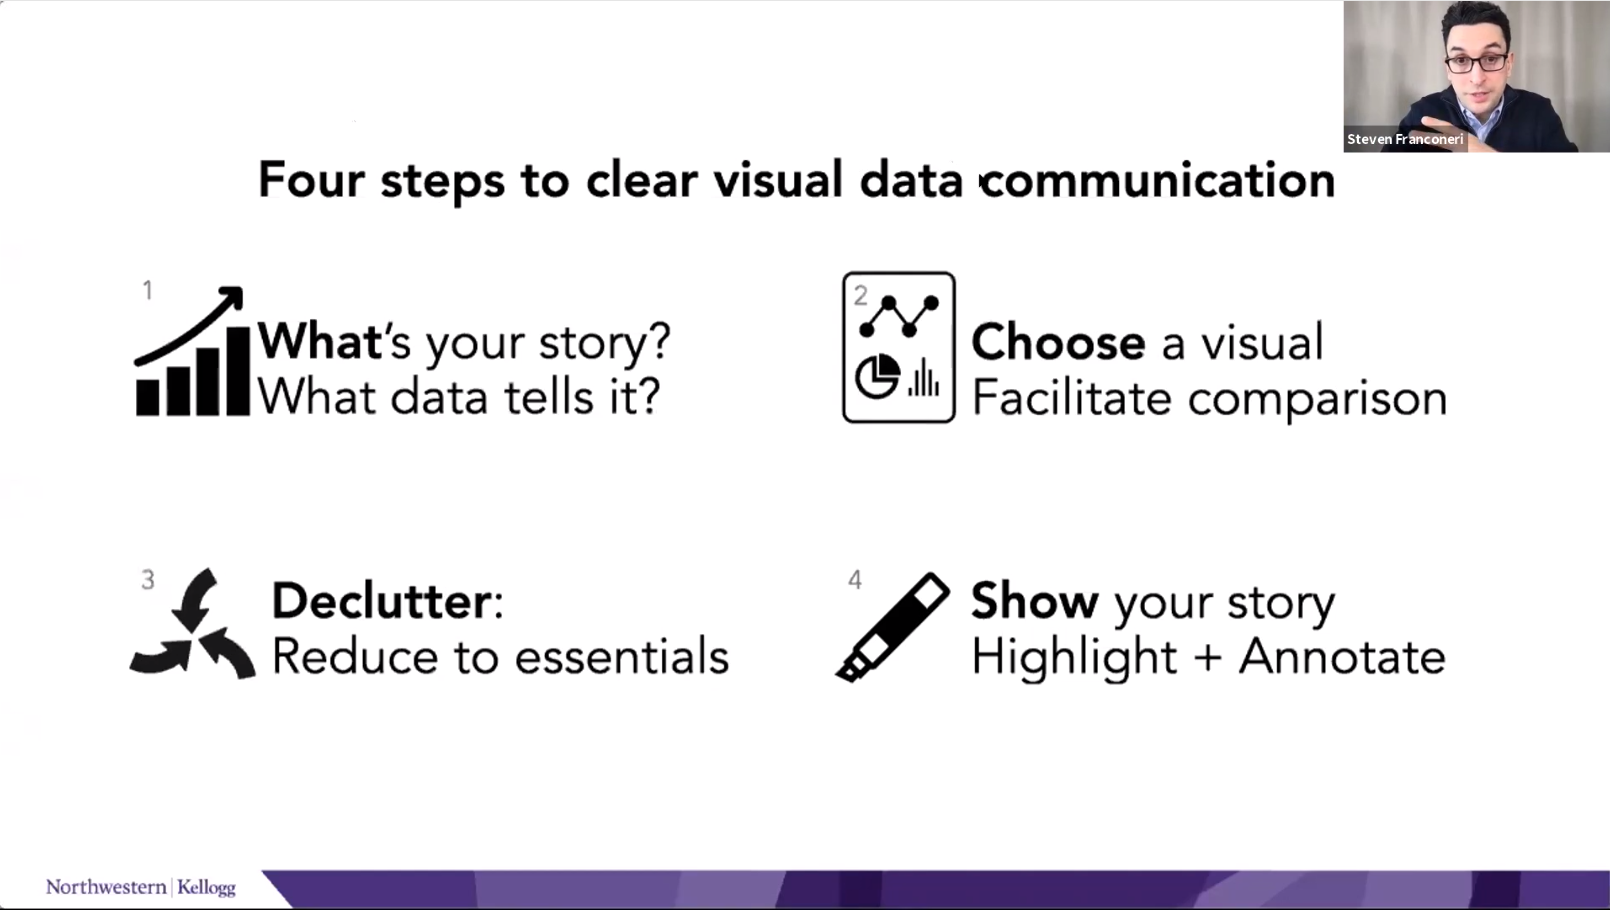 Steven Franconeri
Four steps to clear visual data communication
1
What's your story?
What data tells it?
2
Choose a visual
Facilitate comparison
3
Declutter:
Reduce to essentials
4
Show your story
Highlight + Annotate
Northwestern | Kellogg